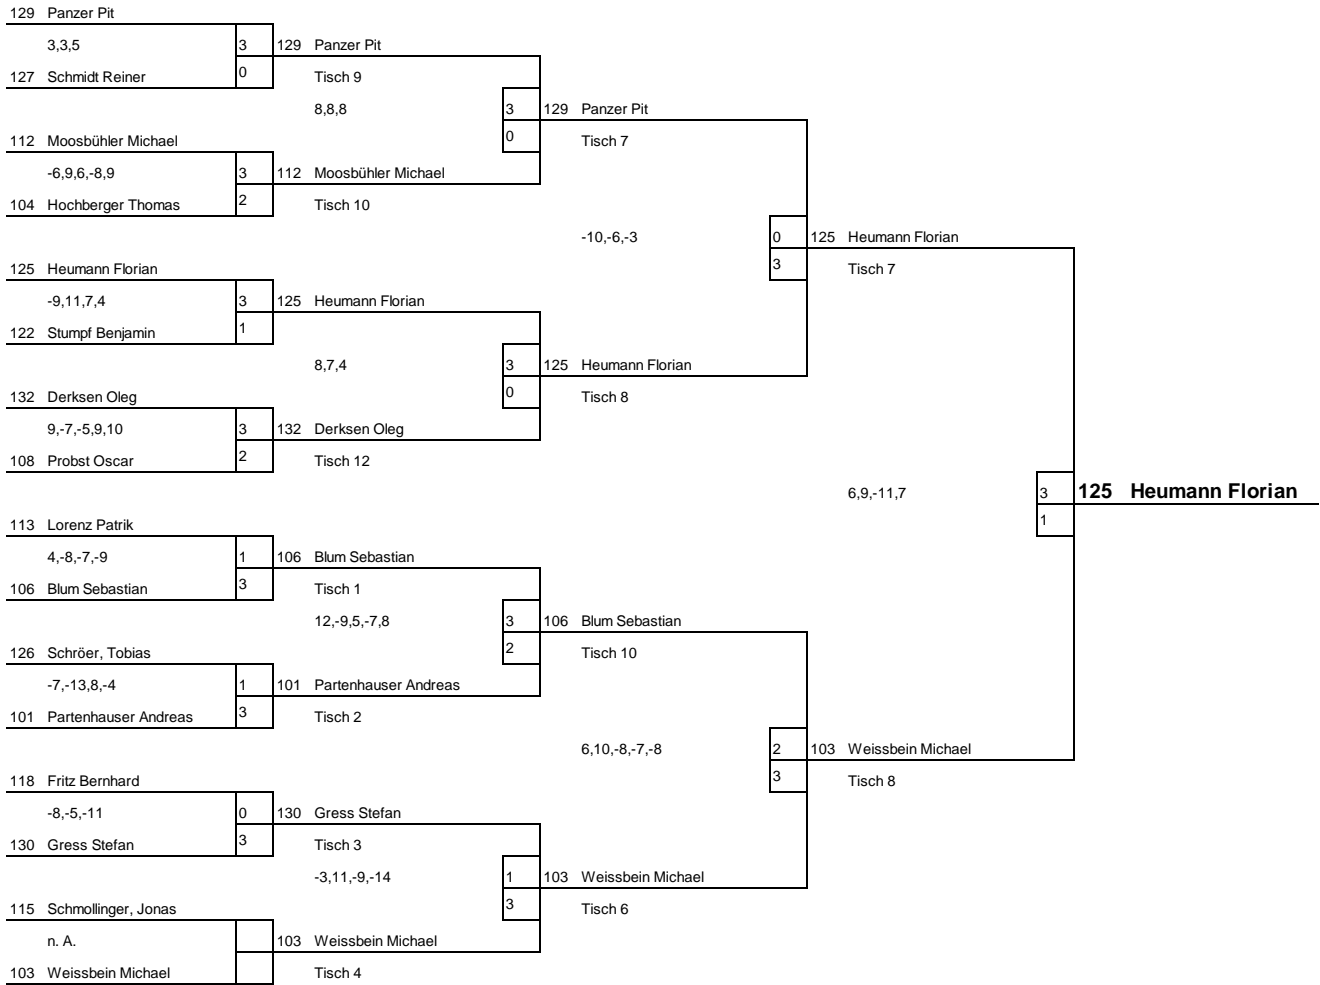 129 Panzer Pit
3,3,5 3 129 Panzer Pit
127 Schmidt Reiner 0 Tisch 9
8,8,8 3 129 Panzer Pit
112 Moosbühler Michael 0 Tisch 7
-6,9,6,-8,9 3 112 Moosbühler Michael
104 Hochberger Thomas 2 Tisch 10
-10,-6,-3 0 125 Heumann Florian
125 Heumann Florian 3 Tisch 7
-9,11,7,4 3 125 Heumann Florian
122 Stumpf Benjamin 1
8,7,4 3 125 Heumann Florian
132 Derksen Oleg 0 Tisch 8
9,-7,-5,9,10 3 132 Derksen Oleg
108 Probst Oscar 2 Tisch 12
6,9,-11,7 3 125 Heumann Florian
113 Lorenz Patrik 1
4,-8,-7,-9 1 106 Blum Sebastian
106 Blum Sebastian 3 Tisch 1
12,-9,5,-7,8 3 106 Blum Sebastian
126 Schröer, Tobias 2 Tisch 10
-7,-13,8,-4 1 101 Partenhauser Andreas
101 Partenhauser Andreas 3 Tisch 2
6,10,-8,-7,-8 2 103 Weissbein Michael
118 Fritz Bernhard 3 Tisch 8
-8,-5,-11 0 130 Gress Stefan
130 Gress Stefan 3 Tisch 3
-3,11,-9,-14 1 103 Weissbein Michael
115 Schmollinger, Jonas 3 Tisch 6
n. A. 103 Weissbein Michael
103 Weissbein Michael Tisch 4